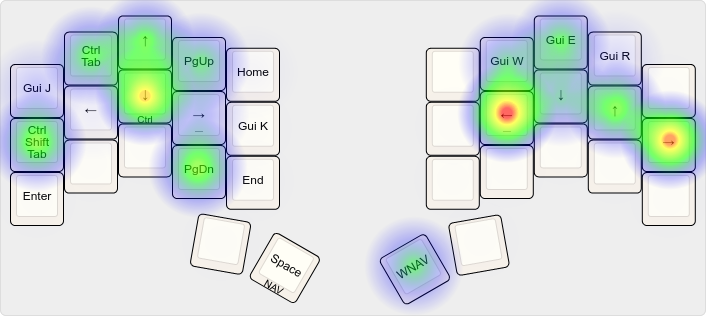 ↑
Ctrl
Tab
PgUp
Home
Gui J
↓
Ctrl
←
→
Gui K
Ctrl
Shift
Tab
PgDn
End
Enter
Space
NAV
Gui E
Gui W
Gui R
↓
←
↑
→
WNAV